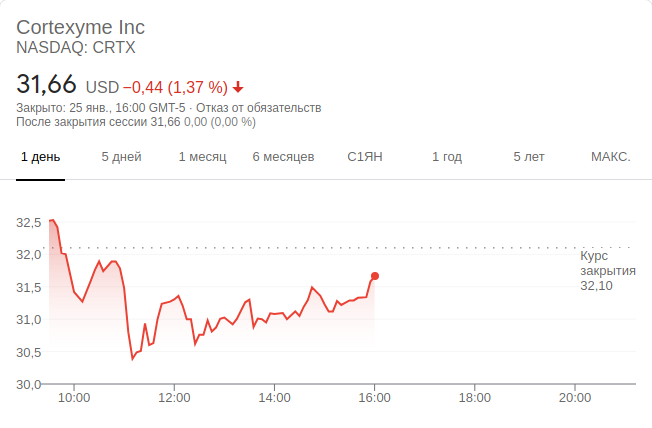 Cortexyme Inc
NASDAQ: CRTX
31,66 USD −0,44 (1,37 %)
Закрыто: 25 янв., 16:00 GMT-5 · Отказ от обязательств
После закрытия сессии 31,66 0,00 (0,00 %)
1 день 5 дней 1 месяц 6 месяцев С1ЯН 1 год 5 лет МАКС.
32,5
32,0
31,5
31,0
30,5
30,0
Курс
закрытия
32,10
10:00 12:00 14:00 16:00 18:00 20:00